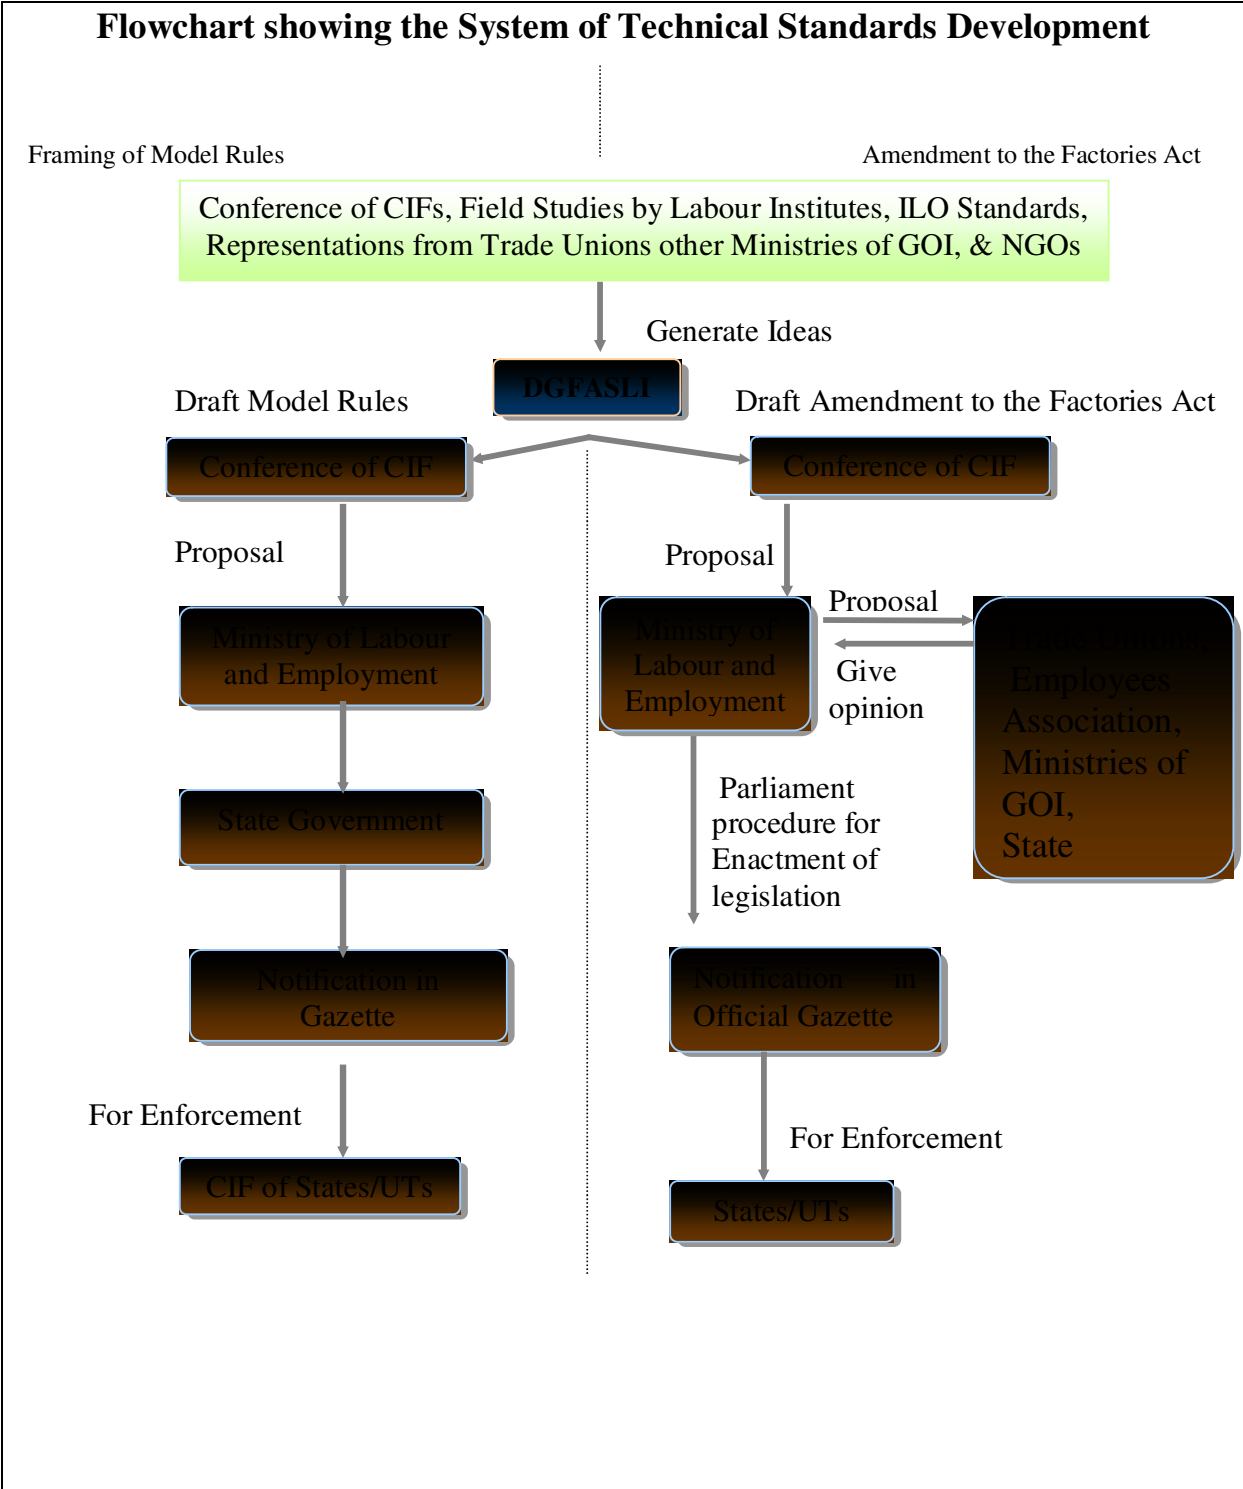 Flowchart showing the System of Technical Standards Development
Framing of Model Rules
Amendment to the Factories Act
Conference of CIFs, Field Studies by Labour Institutes, ILO Standards,
Representations from Trade Unions other Ministries of GOI, & NGOs
Generate Ideas
DGFASLI
Draft Model Rules
Draft Amendment to the Factories Act
Conference of CIF
Conference of CIF
Proposal
Proposal
Ministry of Labour
and Employment
Ministry of
Labour and
Employment
Proposal
Give
opinion
Trade Unions,
Employees
Association,
Ministries of
GOI,
State
State Government
Parliament
procedure for
Enactment of
legislation
Notification in
Gazette
Notification in
Official Gazette
For Enforcement
For Enforcement
CIF of States/UTs
States/UTs